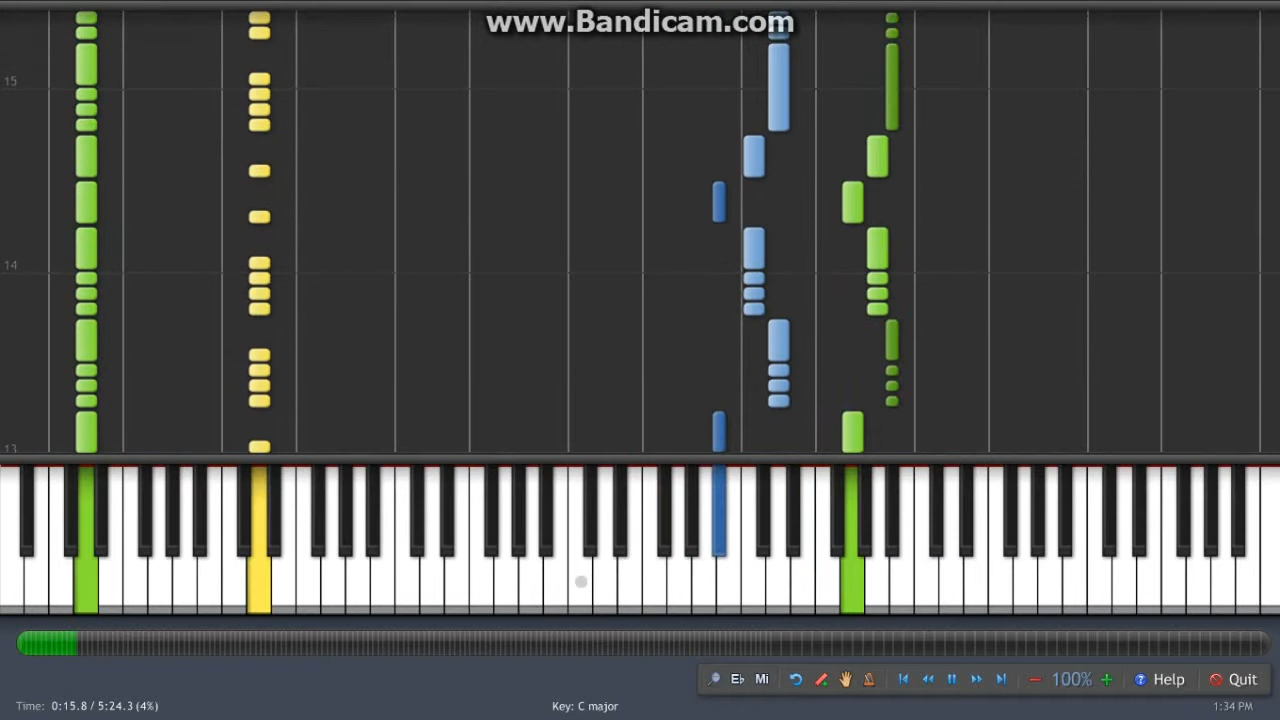 www.Bandicam.com
15
14
13
Eb Mi 100% Help Quit
Time: 0:15.8 / 5:24.3 (4%) Key: C major 1:34 PM